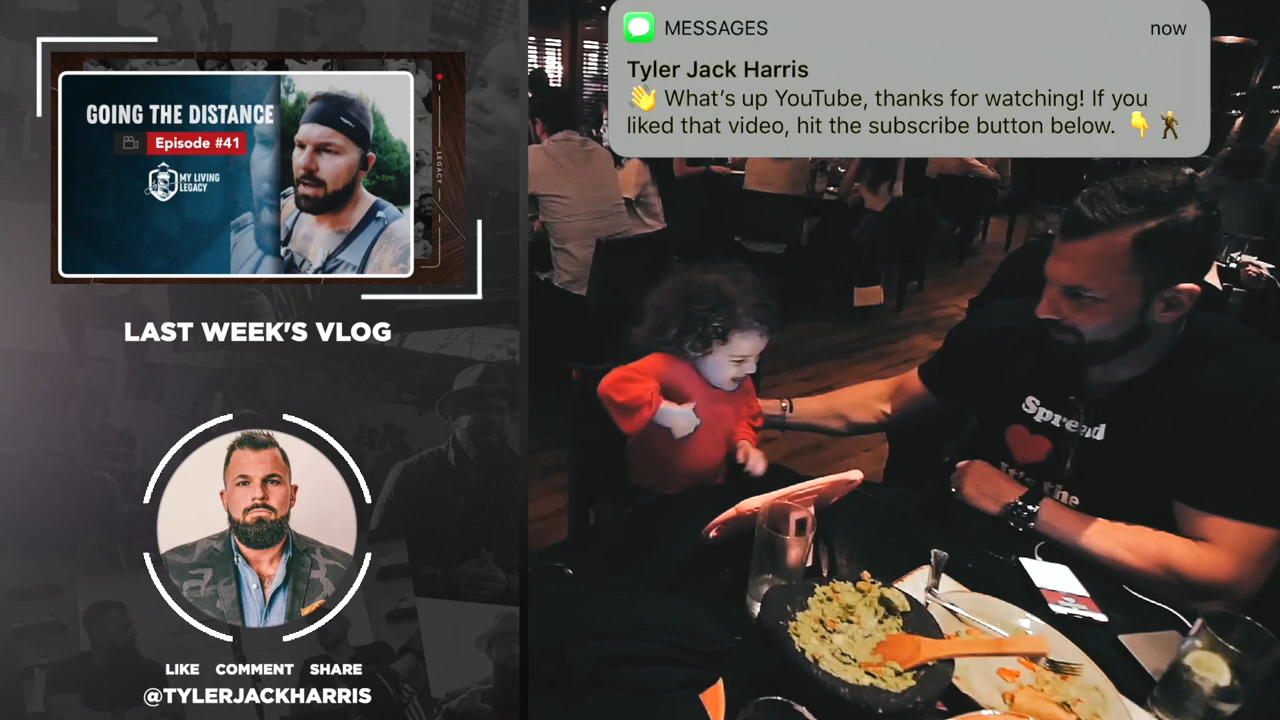 GOING THE DISTANCE
Episode #41
MY LIVING
LEGACY
LEGACY
LAST WEEK'S VLOG
LIKE COMMENT SHARE
@TYLERJACKHARRIS
MESSAGES now
Tyler Jack Harris
👋 What's up YouTube, thanks for watching! If you
liked that video, hit the subscribe button below. 👇 🕺
Spread
It's the